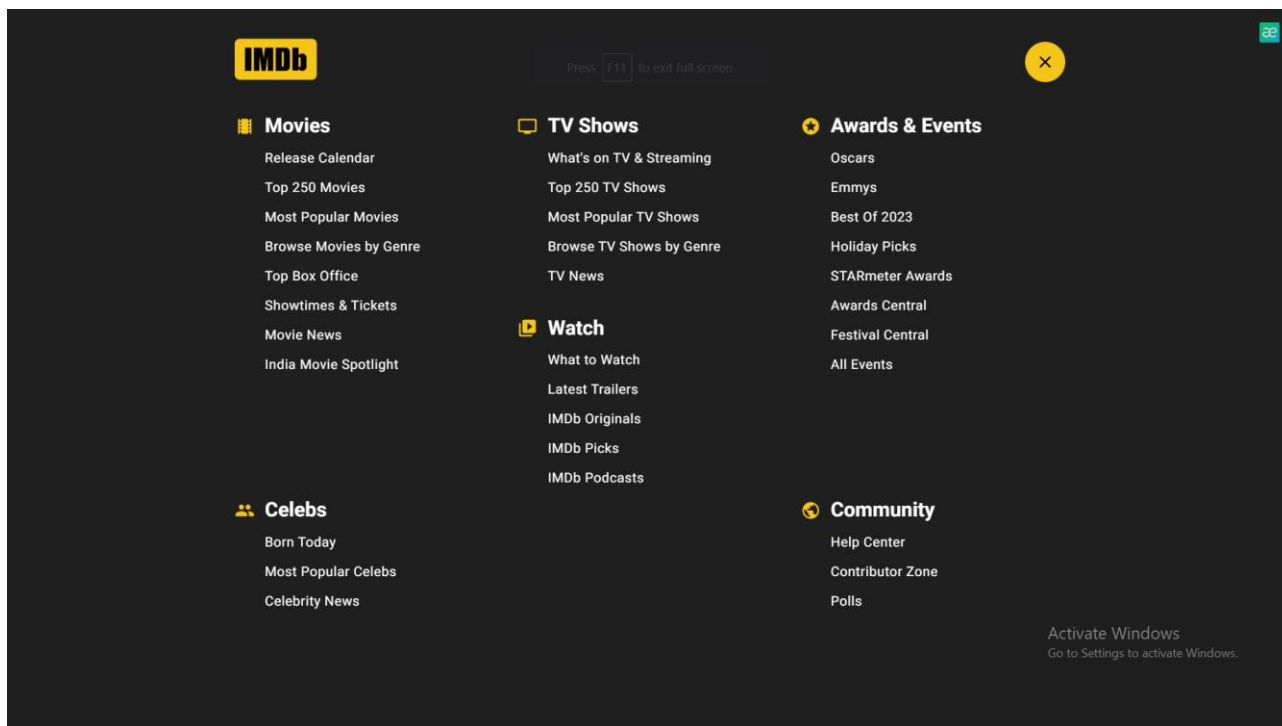 IMDb
Press F11 to exit full screen
æ
Movies
Release Calendar
Top 250 Movies
Most Popular Movies
Browse Movies by Genre
Top Box Office
Showtimes & Tickets
Movie News
India Movie Spotlight
TV Shows
What's on TV & Streaming
Top 250 TV Shows
Most Popular TV Shows
Browse TV Shows by Genre
TV News
Watch
What to Watch
Latest Trailers
IMDb Originals
IMDb Picks
IMDb Podcasts
Awards & Events
Oscars
Emmys
Best Of 2023
Holiday Picks
STARmeter Awards
Awards Central
Festival Central
All Events
Celebs
Born Today
Most Popular Celebs
Celebrity News
Community
Help Center
Contributor Zone
Polls
Activate Windows
Go to Settings to activate Windows.